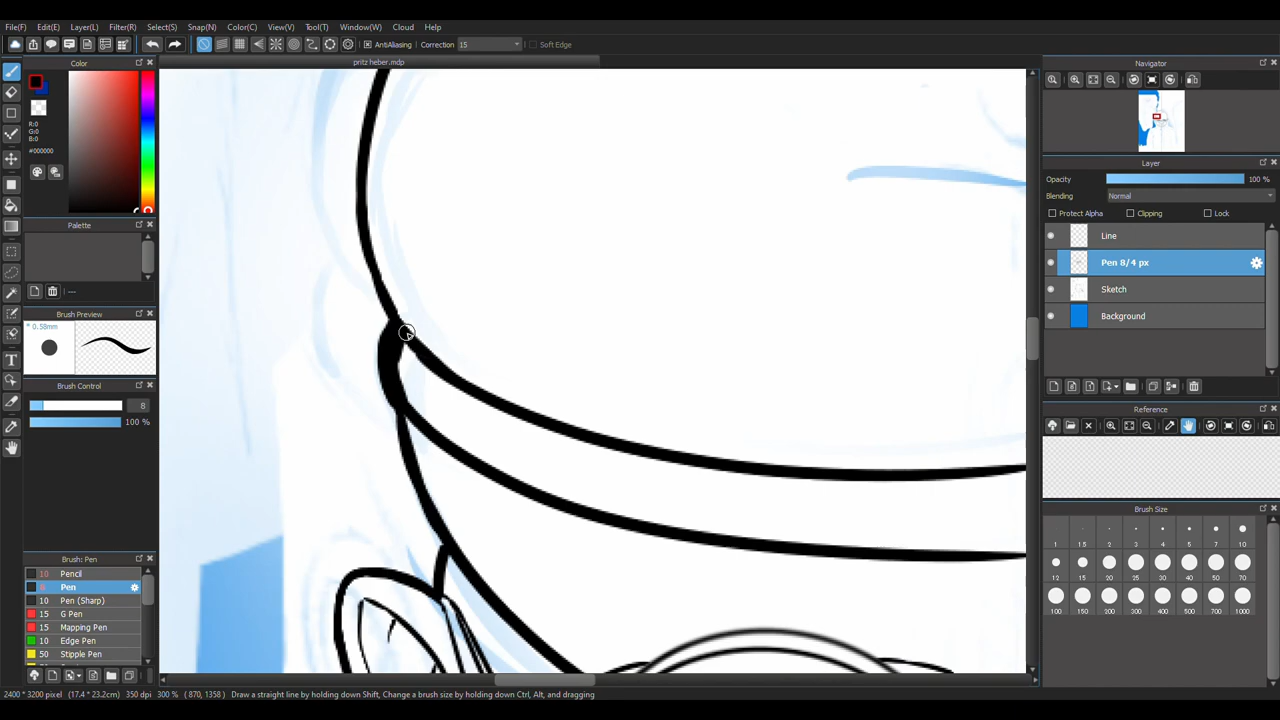 File(F) Edit(E) Layer(L) Filter(R) Select(S) Snap(N) Color(C) View(V) Tool(T) Window(W) Cloud Help
AntiAliasing Correction 15 Soft Edge
Color
pritz heber.mdp
Navigator
R:0
G:0
B:0
#000000
Layer
Opacity 100 %
Blending Normal
Protect Alpha Clipping Lock
Palette
Line
Pen 8/4 px
Sketch
Background
---
Brush Preview
* 0.58mm
Brush Control
8
100 %
Reference
Brush Size
1 1.5 2 3 4 5 7 10
12 15 20 25 30 40 50 70
100 150 200 300 400 500 700 1000
Brush: Pen
10 Pencil
8 Pen
10 Pen (Sharp)
15 G Pen
15 Mapping Pen
10 Edge Pen
50 Stipple Pen
2400 * 3200 pixel (17.4 * 23.2cm) 350 dpi 300 % ( 870, 1358 ) Draw a straight line by holding down Shift, Change a brush size by holding down Ctrl, Alt, and dragging